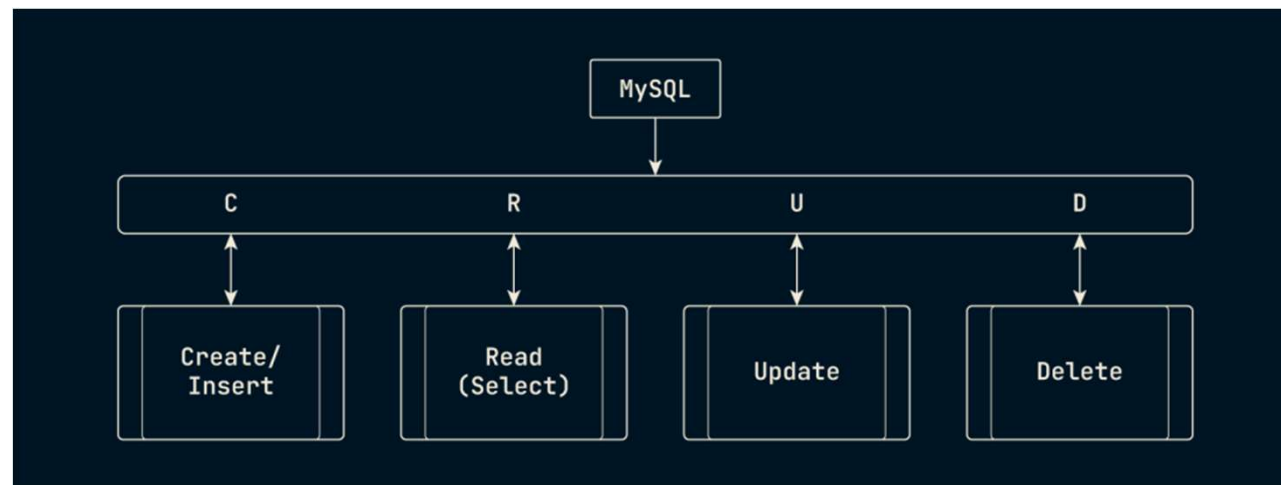 MySQL
C R U D
Create/
Insert
Read
(Select)
Update
Delete